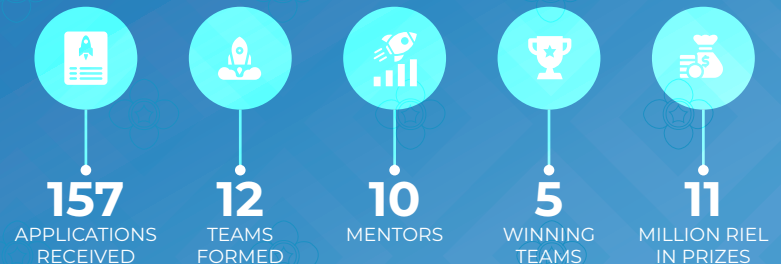 157
APPLICATIONS
RECEIVED
12
TEAMS
FORMED
10
MENTORS
5
WINNING
TEAMS
11
MILLION RIEL
IN PRIZES